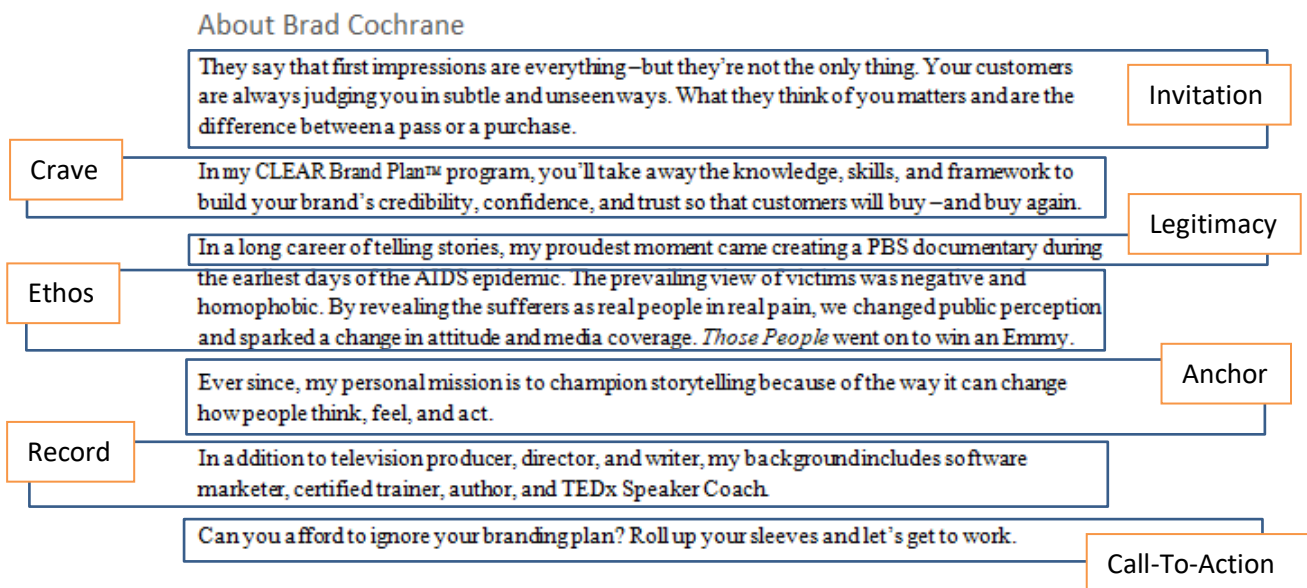 About Brad Cochrane
They say that first impressions are everything–but they're not the only thing. Your customers
are always judging you in subtle and unseen ways. What they think of you matters and are the
difference between a pass or a purchase.
Invitation
Crave
In my CLEAR Brand Plan™ program, you'll take away the knowledge, skills, and framework to
build your brand's credibility, confidence, and trust so that customers will buy –and buy again.
Legitimacy
In a long career of telling stories, my proudest moment came creating a PBS documentary during
Ethos
the earliest days of the AIDS epidemic. The prevailing view of victims was negative and
homophobic. By revealing the sufferers as real people in real pain, we changed public perception
and sparked a change in attitude and media coverage. Those People went on to win an Emmy.
Anchor
Ever since, my personal mission is to champion storytelling because of the way it can change
how people think, feel, and act.
Record
In addition to television producer, director, and writer, my background includes software
marketer, certified trainer, author, and TEDx Speaker Coach.
Can you afford to ignore your branding plan? Roll up your sleeves and let's get to work.
Call-To-Action